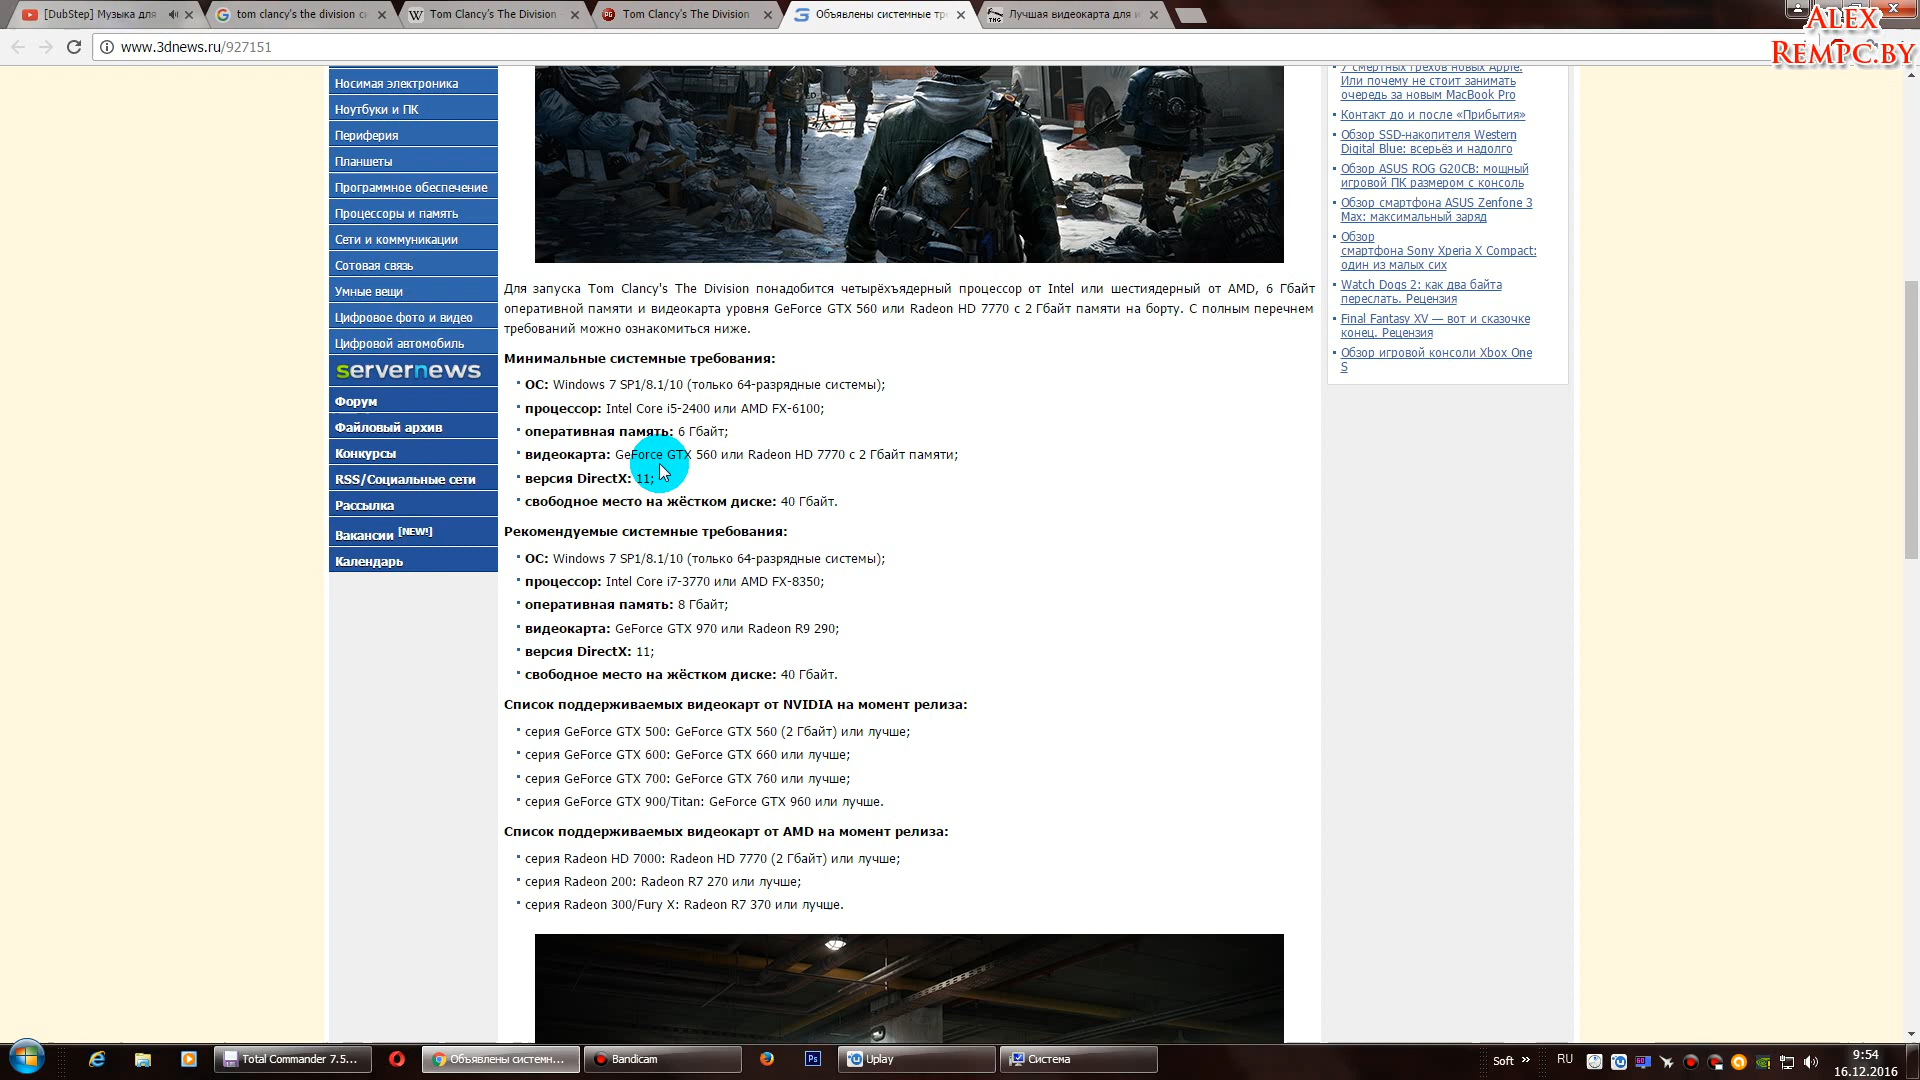 [DubStep] Музыка для
tom clancy's the division си
Tom Clancy's The Division
Tom Clancy's The Division
Объявлены системные тре
Лучшая видеокарта для и
ALEX
REMPC.BY
www.3dnews.ru/927151
Носимая электроника
Ноутбуки и ПК
Периферия
Планшеты
Программное обеспечение
Процессоры и память
Сети и коммуникации
Сотовая связь
Умные вещи
Цифровое фото и видео
Цифровой автомобиль
servernews
Форум
Файловый архив
Конкурсы
RSS/Социальные сети
Рассылка
Вакансии [NEW!]
Календарь
Для запуска Tom Clancy's The Division понадобится четырёхъядерный процессор от Intel или шестиядерный от AMD, 6 Гбайт
оперативной памяти и видеокарта уровня GeForce GTX 560 или Radeon HD 7770 с 2 Гбайт памяти на борту. С полным перечнем
требований можно ознакомиться ниже.
Минимальные системные требования:
ОС: Windows 7 SP1/8.1/10 (только 64-разрядные системы);
процессор: Intel Core i5-2400 или AMD FX-6100;
оперативная память: 6 Гбайт;
видеокарта: GeForce GTX 560 или Radeon HD 7770 с 2 Гбайт памяти;
версия DirectX: 11;
свободное место на жёстком диске: 40 Гбайт.
Рекомендуемые системные требования:
ОС: Windows 7 SP1/8.1/10 (только 64-разрядные системы);
процессор: Intel Core i7-3770 или AMD FX-8350;
оперативная память: 8 Гбайт;
видеокарта: GeForce GTX 970 или Radeon R9 290;
версия DirectX: 11;
свободное место на жёстком диске: 40 Гбайт.
Список поддерживаемых видеокарт от NVIDIA на момент релиза:
серия GeForce GTX 500: GeForce GTX 560 (2 Гбайт) или лучше;
серия GeForce GTX 600: GeForce GTX 660 или лучше;
серия GeForce GTX 700: GeForce GTX 760 или лучше;
серия GeForce GTX 900/Titan: GeForce GTX 960 или лучше.
Список поддерживаемых видеокарт от AMD на момент релиза:
серия Radeon HD 7000: Radeon HD 7770 (2 Гбайт) или лучше;
серия Radeon 200: Radeon R7 270 или лучше;
серия Radeon 300/Fury X: Radeon R7 370 или лучше.
7 смертных грехов новых Apple.
Или почему не стоит занимать
очередь за новым MacBook Pro
Контакт до и после «Прибытия»
Обзор SSD-накопителя Western
Digital Blue: всерьёз и надолго
Обзор ASUS ROG G20CB: мощный
игровой ПК размером с консоль
Обзор смартфона ASUS Zenfone 3
Max: максимальный заряд
Обзор
смартфона Sony Xperia X Compact:
один из малых сих
Watch Dogs 2: как два байта
переслать. Рецензия
Final Fantasy XV — вот и сказочке
конец. Рецензия
Обзор игровой консоли Xbox One
S
Total Commander 7.5...
Объявлены системн...
Bandicam
Ps
Uplay
Система
Soft »
RU
9:54
16.12.2016